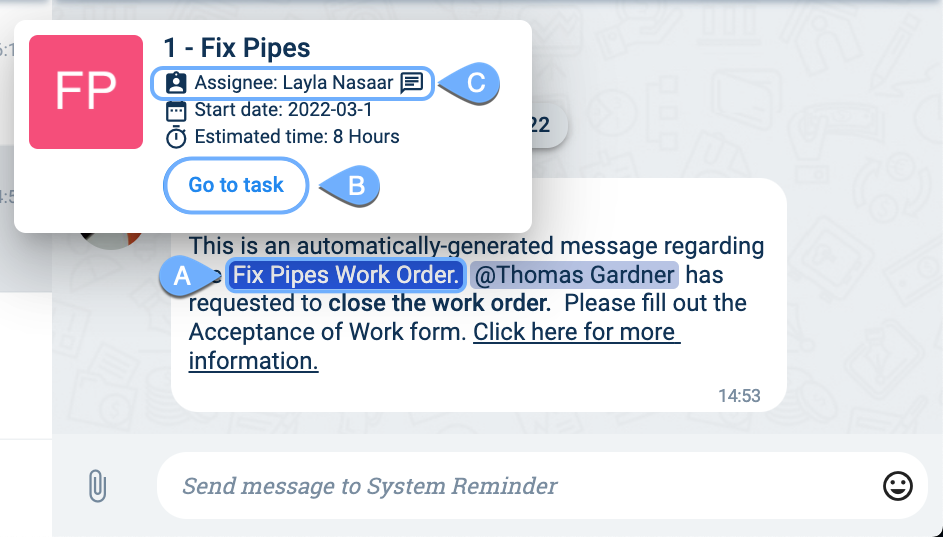 FP
1 - Fix Pipes
Assignee: Layla Nasaar
C
Start date: 2022-03-1
Estimated time: 8 Hours
22
Go to task
B
This is an automatically-generated message regarding
A
Fix Pipes Work Order. @Thomas Gardner has
requested to close the work order. Please fill out the
Acceptance of Work form. Click here for more
information.
14:53
Send message to System Reminder